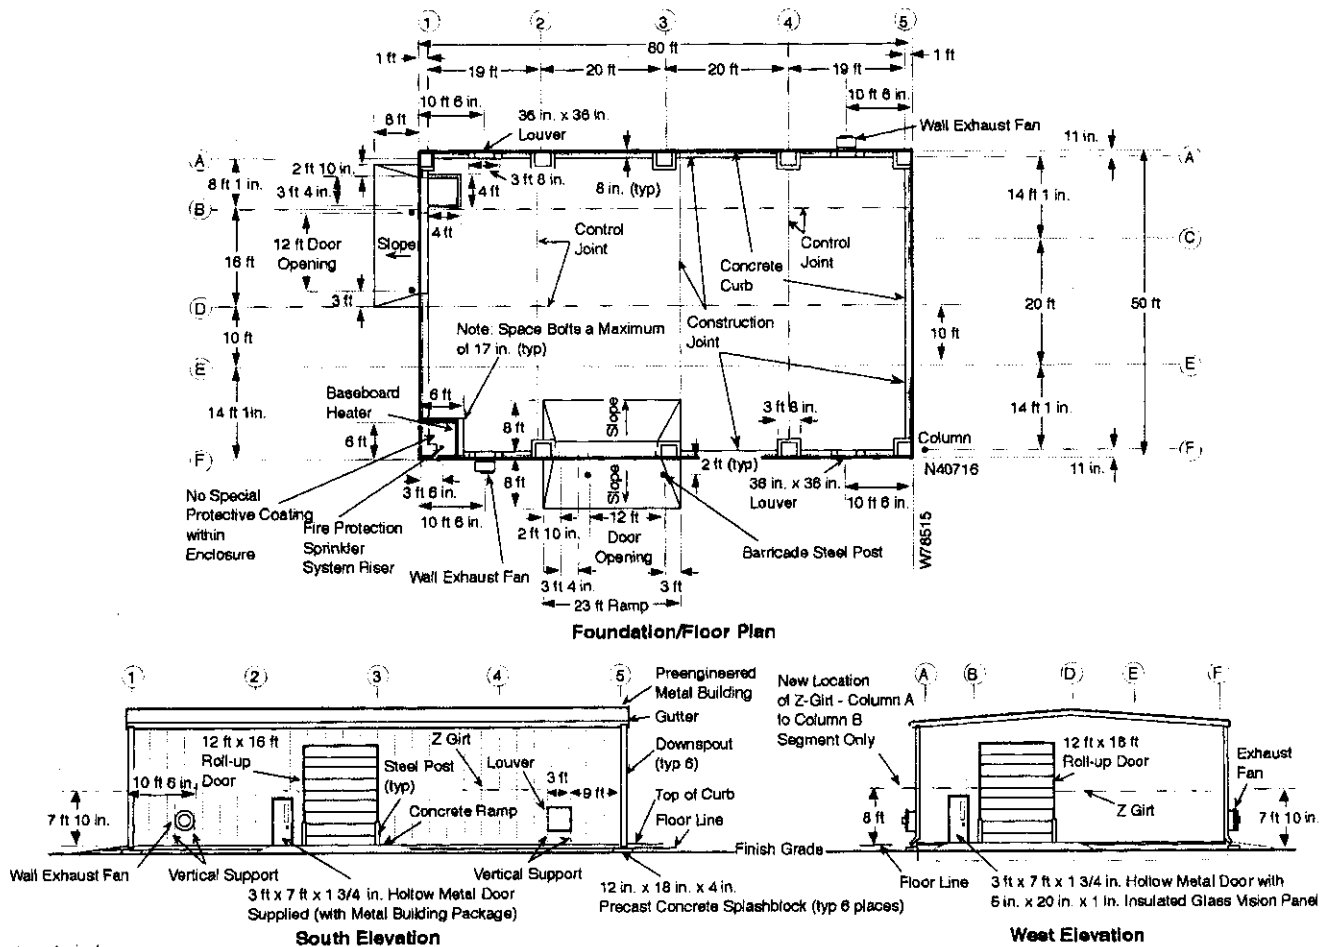 1 2 3 4 5
80 ft
1 ft 1 ft
19 ft 20 ft 20 ft 19 ft
10 ft 6 in. 10 ft 6 in.
36 in. x 36 in.
Louver
Wall Exhaust Fan
8 ft
11 in.
A A
2 ft 10 in.
8 ft 1 in.
3 ft 4 in.
4 ft
3 ft 8 in.
8 in. (typ)
14 ft 1 in.
B
4 ft
12 ft Door
Opening
Slope
16 ft
Control
Joint
Concrete
Curb
Control
Joint
C
3 ft
20 ft
50 ft
D
Note: Space Bolts a Maximum
of 17 in. (typ)
Construction
Joint
10 ft
10 ft
E E
Baseboard
Heater
6 ft
14 ft 1 in.
8 ft
Slope
3 ft 8 in.
14 ft 1 in.
6 ft
Column
F F
N40716
2 ft (typ)
11 in.
No Special
Protective Coating
within
Enclosure
3 ft 6 in.
10 ft 6 in.
8 ft
Slope
36 in. x 36 in.
Louver
10 ft 6 in.
Fire Protection
Sprinkler
System Riser
2 ft 10 in.
12 ft
Door
Opening
Barricade Steel Post
W78515
Wall Exhaust Fan
3 ft 4 in.
3 ft
23 ft Ramp
Foundation/Floor Plan
1 2 3 4 5
Preengineered
Metal Building
Gutter
12 ft x 16 ft
Roll-up
Door
Z Girt
Steel Post
(typ)
Louver
Downspout
(typ 6)
10 ft 6 in.
3 ft
9 ft
Concrete Ramp
Top of Curb
Floor Line
7 ft 10 in.
Finish Grade
Wall Exhaust Fan
Vertical Support
Vertical Support
3 ft x 7 ft x 1 3/4 in. Hollow Metal Door
Supplied (with Metal Building Package)
12 in. x 18 in. x 4 in.
Precast Concrete Splashblock (typ 6 places)
South Elevation
A B D E F
New Location
of Z-Girt - Column A
to Column B
Segment Only
12 ft x 16 ft
Roll-up Door
Exhaust
Fan
Z Girt
8 ft
7 ft 10 in.
Floor Line
3 ft x 7 ft x 1 3/4 in. Hollow Metal Door with
5 in. x 20 in. x 1 in. Insulated Glass Vision Panel
West Elevation